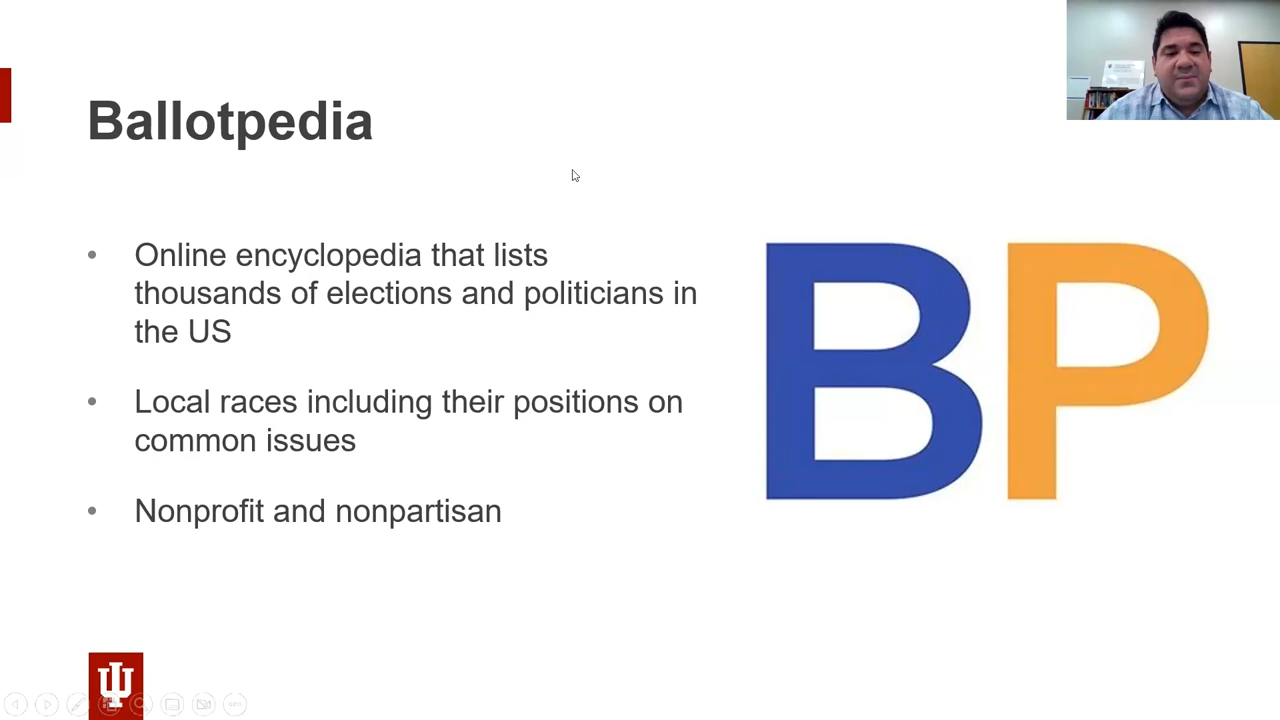 Ballotpedia
• Online encyclopedia that lists
thousands of elections and politicians in
the US
• Local races including their positions on
common issues
• Nonprofit and nonpartisan
BP